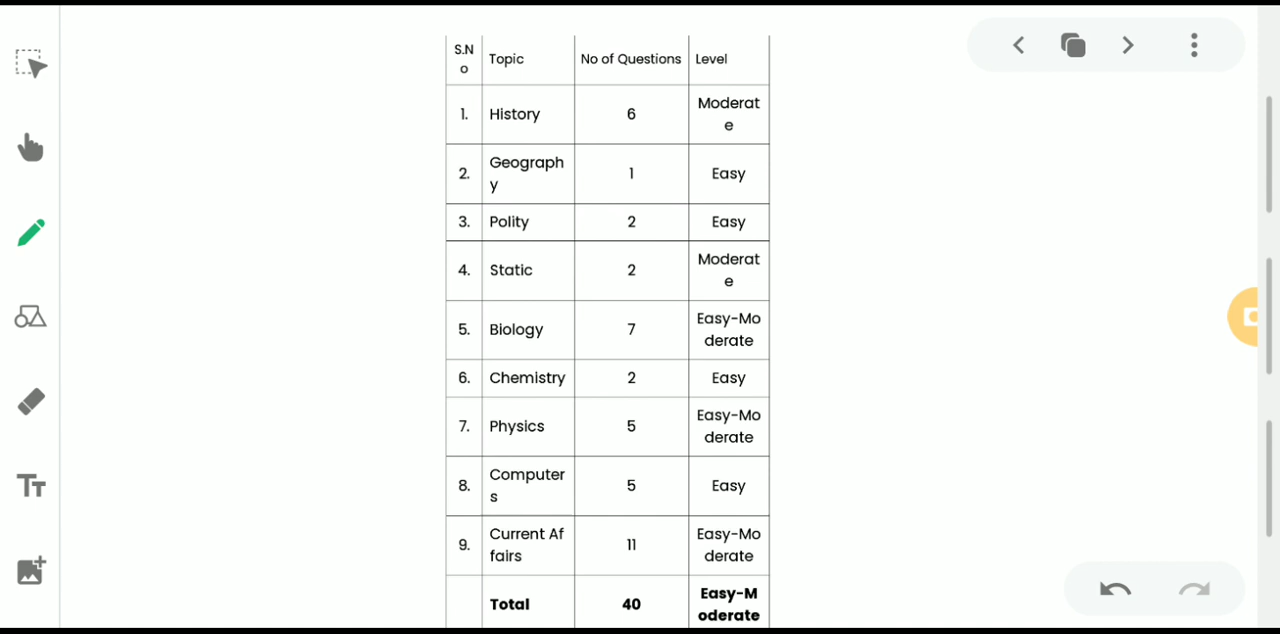 S.N
o
Topic
No of Questions
Level
1.
History
6
Moderat
e
2.
Geograph
y
1
Easy
3.
Polity
2
Easy
4.
Static
2
Moderat
e
5.
Biology
7
Easy-Mo
derate
6.
Chemistry
2
Easy
7.
Physics
5
Easy-Mo
derate
8.
Computer
s
5
Easy
9.
Current Af
fairs
11
Easy-Mo
derate
Total
40
Easy-M
oderate
TT